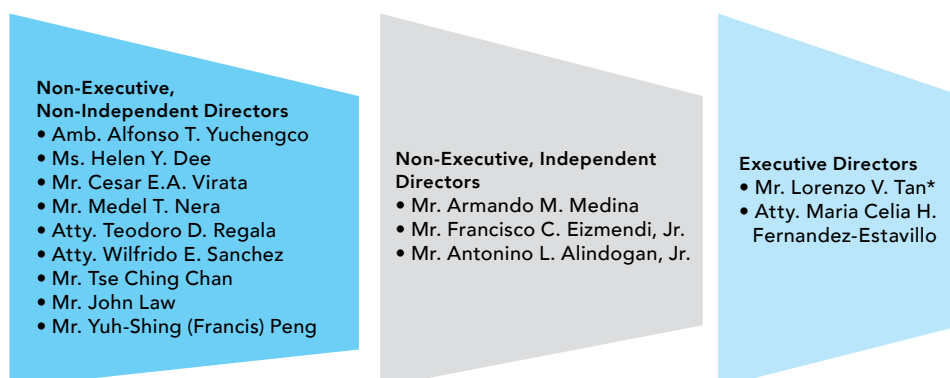 Non-Executive,
Non-Independent Directors
• Amb. Alfonso T. Yuchengco
• Ms. Helen Y. Dee
• Mr. Cesar E.A. Virata
• Mr. Medel T. Nera
• Atty. Teodoro D. Regala
• Atty. Wilfrido E. Sanchez
• Mr. Tse Ching Chan
• Mr. John Law
• Mr. Yuh-Shing (Francis) Peng
Non-Executive, Independent
Directors
• Mr. Armando M. Medina
• Mr. Francisco C. Eizmendi, Jr.
• Mr. Antonino L. Alindogan, Jr.
Executive Directors
• Mr. Lorenzo V. Tan*
• Atty. Maria Celia H.
Fernandez-Estavillo